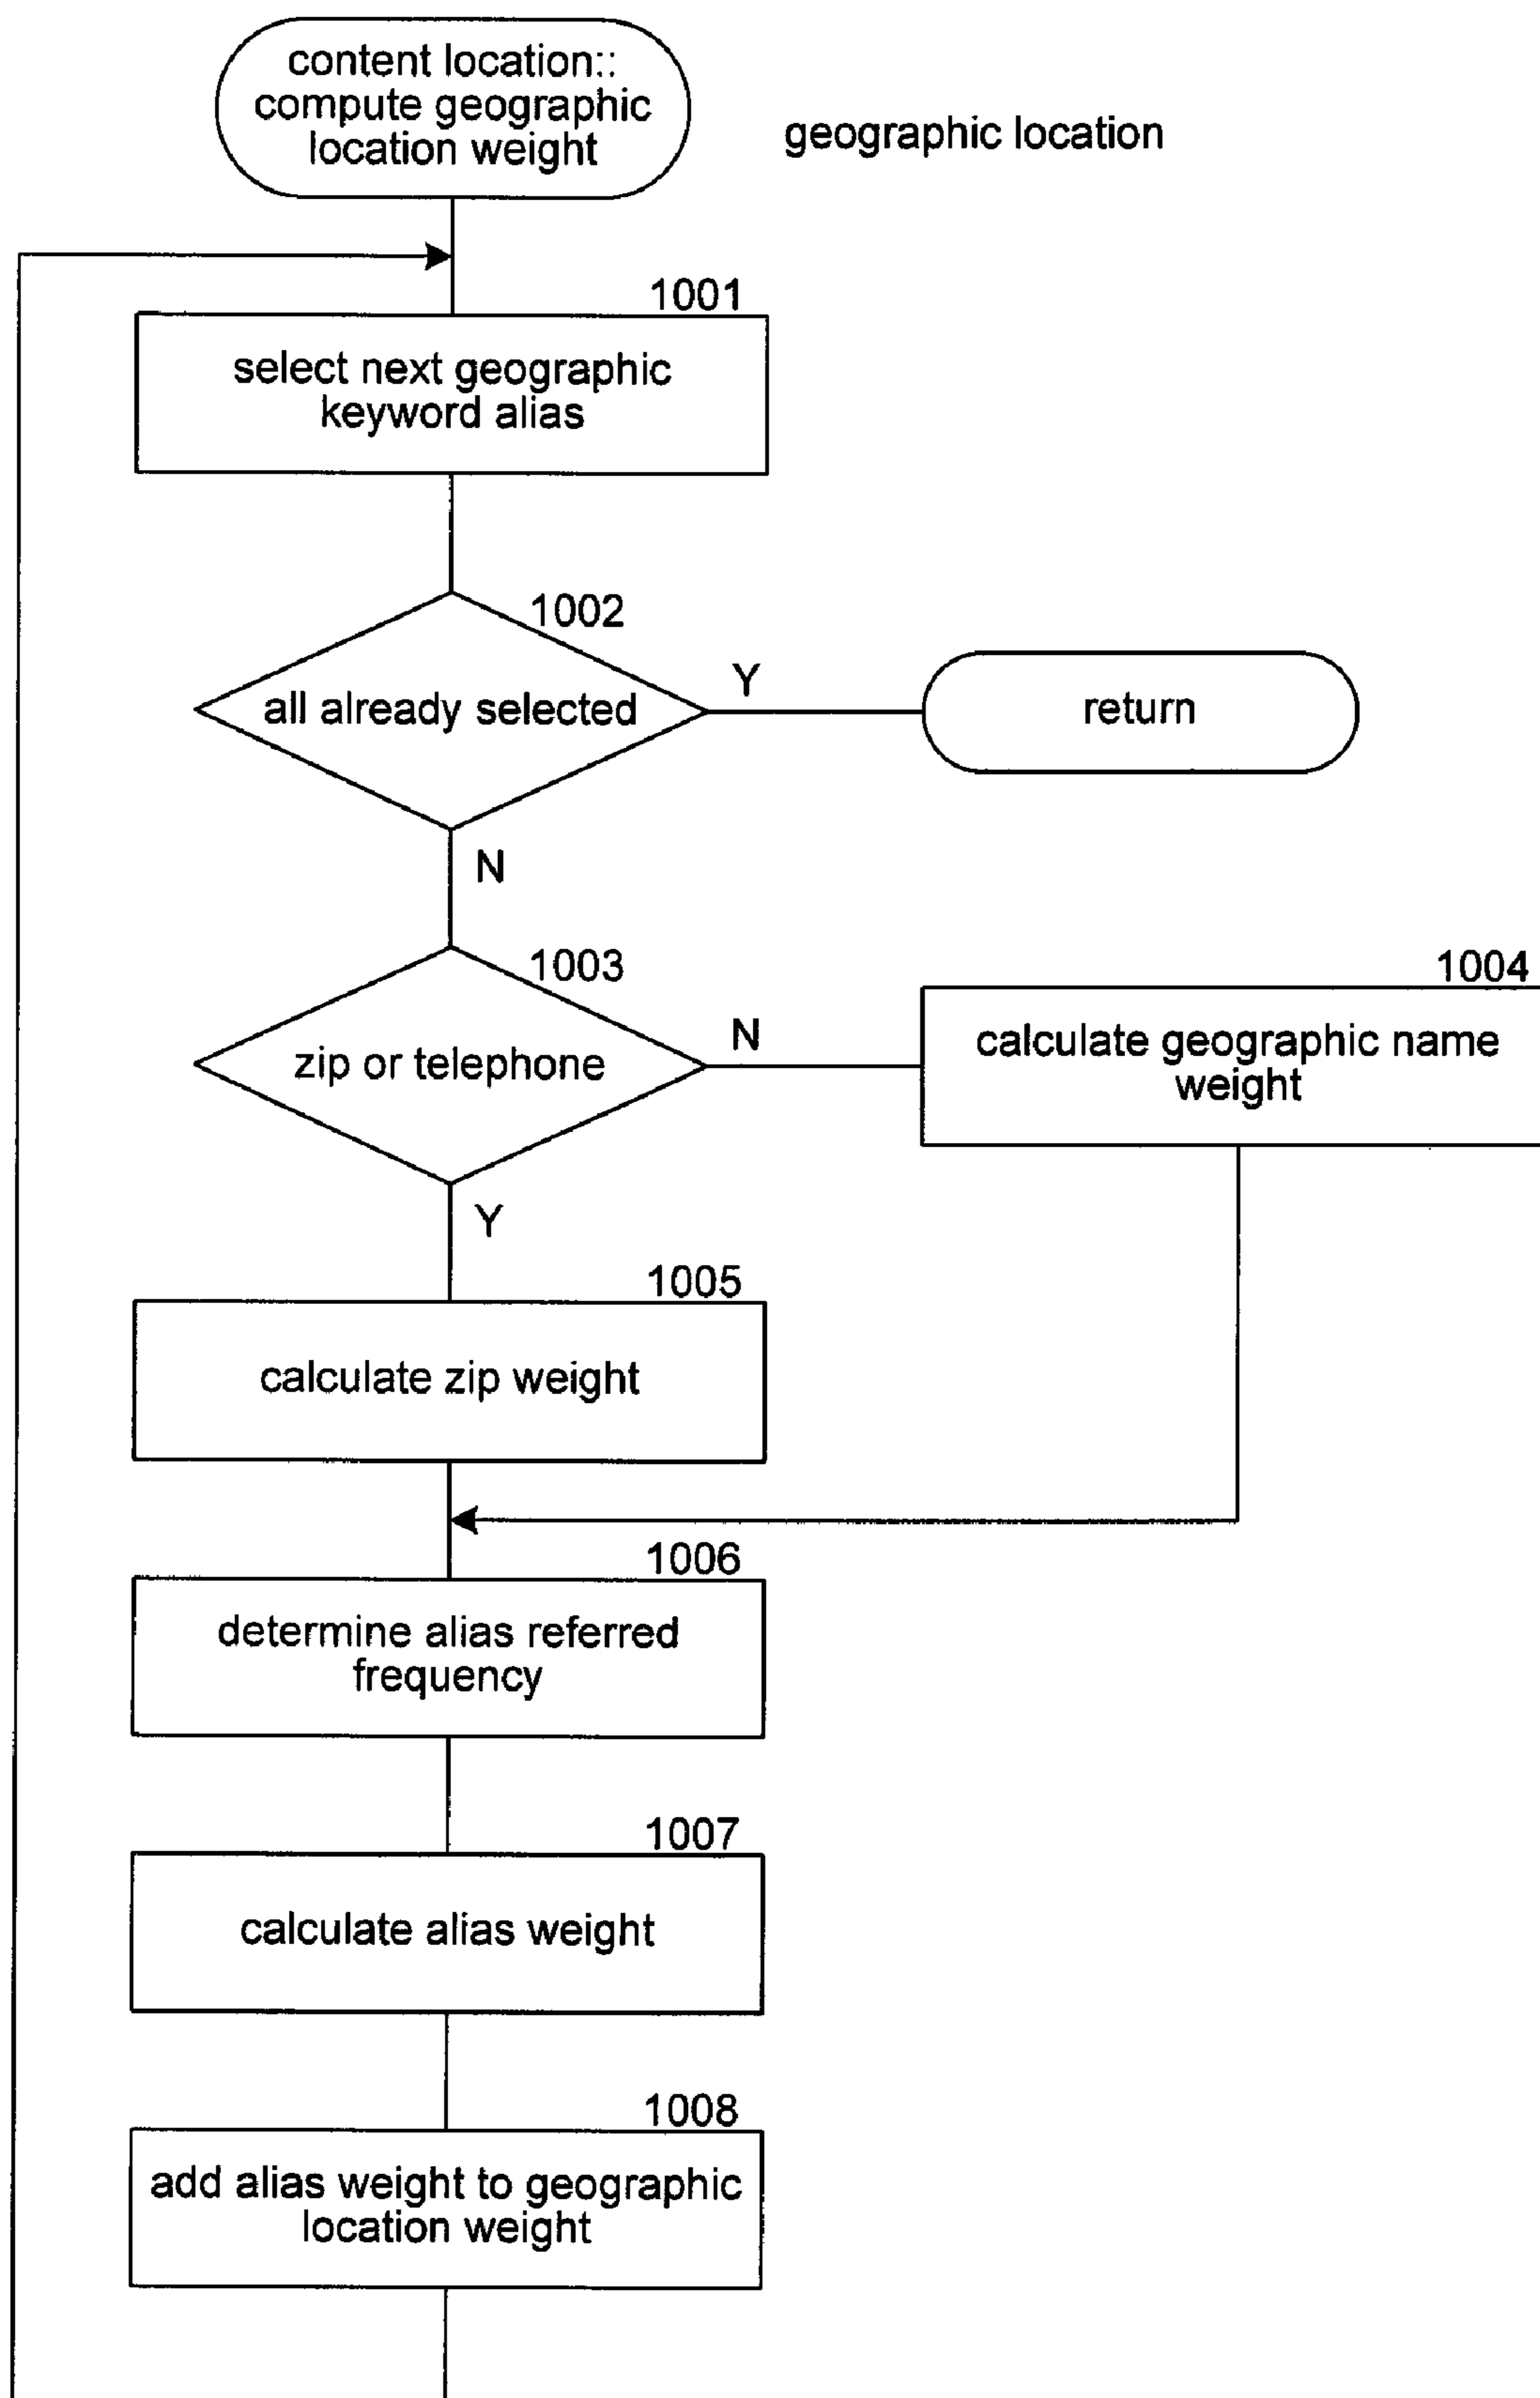 content location::
compute geographic
location weight
geographic location
1001
select next geographic
keyword alias
1002
all already selected
Y
return
N
1003
zip or telephone
N
1004
calculate geographic name
weight
Y
1005
calculate zip weight
1006
determine alias referred
frequency
1007
calculate alias weight
1008
add alias weight to geographic
location weight